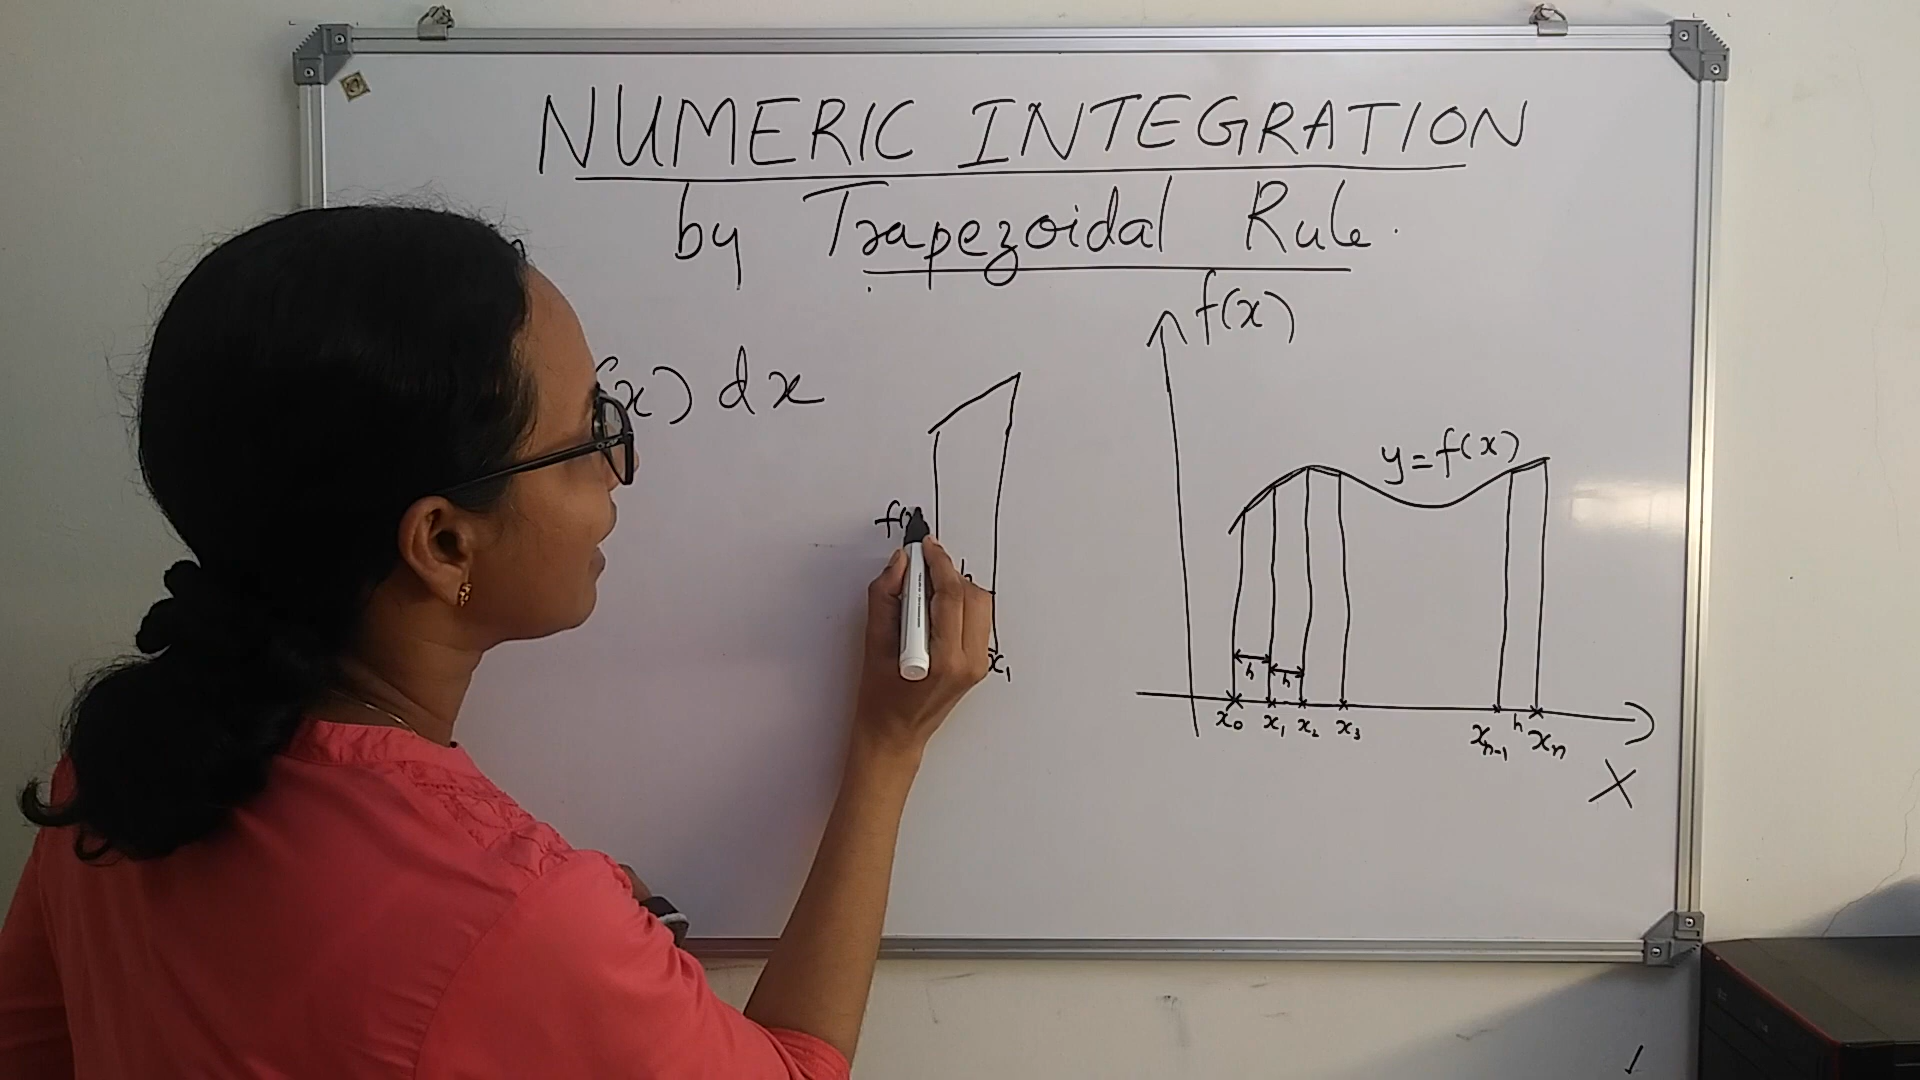 NUMERIC INTEGRATION
by Trapezoidal Rule.
f(x)
(x) dx
y=f(x)
f(x
h
x₁
h h
x₀ x₁ x₂ x₃ xₙ₋₁ h xₙ
X